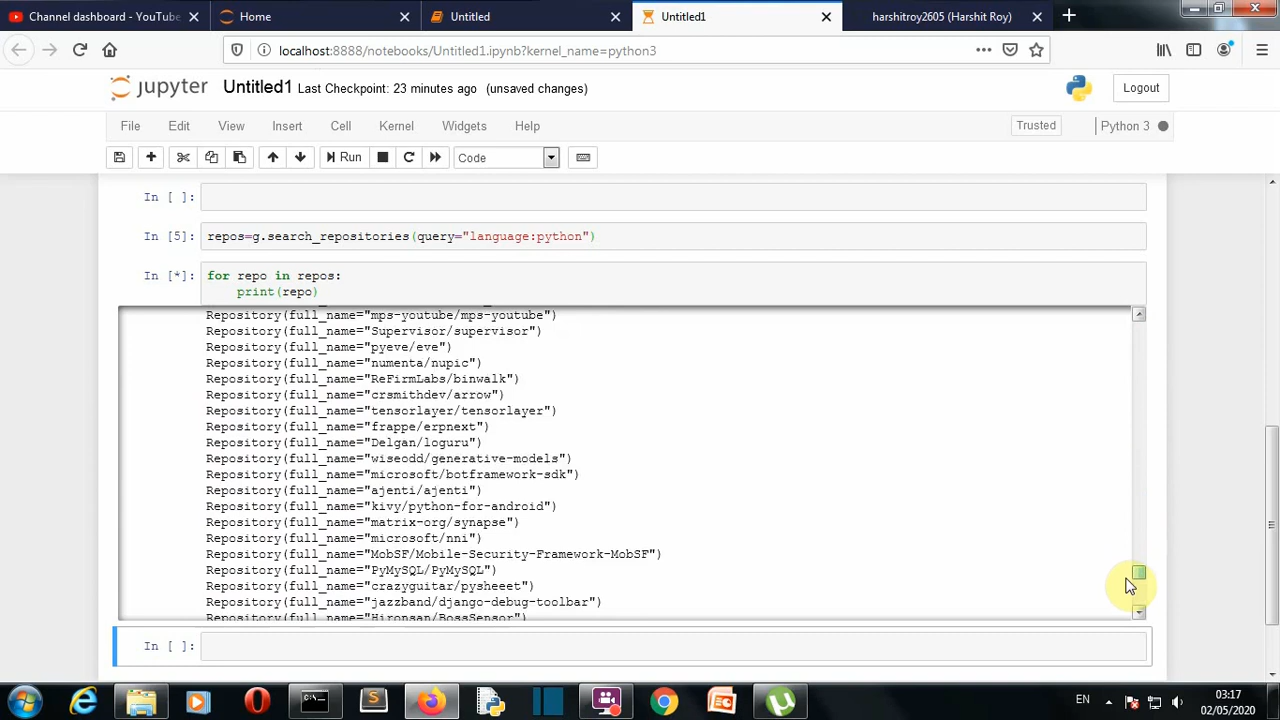 Channel dashboard - YouTube
Home
Untitled
Untitled1
harshitroy2605 (Harshit Roy)
localhost:8888/notebooks/Untitled1.ipynb?kernel_name=python3
jupyter
Untitled1 Last Checkpoint: 23 minutes ago (unsaved changes)
Logout
File Edit View Insert Cell Kernel Widgets Help
Trusted
Python 3
Run
Code
In [ ]:
In [5]: repos=g.search_repositories(query="language:python")
In [*]: for repo in repos:
print(repo)
Repository(full_name="mps-youtube/mps-youtube")
Repository(full_name="Supervisor/supervisor")
Repository(full_name="pyeve/eve")
Repository(full_name="numenta/nupic")
Repository(full_name="ReFirmLabs/binwalk")
Repository(full_name="crsmithdev/arrow")
Repository(full_name="tensorlayer/tensorlayer")
Repository(full_name="frappe/erpnext")
Repository(full_name="Delgan/loguru")
Repository(full_name="wiseodd/generative-models")
Repository(full_name="microsoft/botframework-sdk")
Repository(full_name="ajenti/ajenti")
Repository(full_name="kivy/python-for-android")
Repository(full_name="matrix-org/synapse")
Repository(full_name="microsoft/nni")
Repository(full_name="MobSF/Mobile-Security-Framework-MobSF")
Repository(full_name="PyMySQL/PyMySQL")
Repository(full_name="crazyguitar/pysheeet")
Repository(full_name="jazzband/django-debug-toolbar")
Repository(full_name="Hironsan/BossSensor")
In [ ]:
EN
03:17
02/05/2020